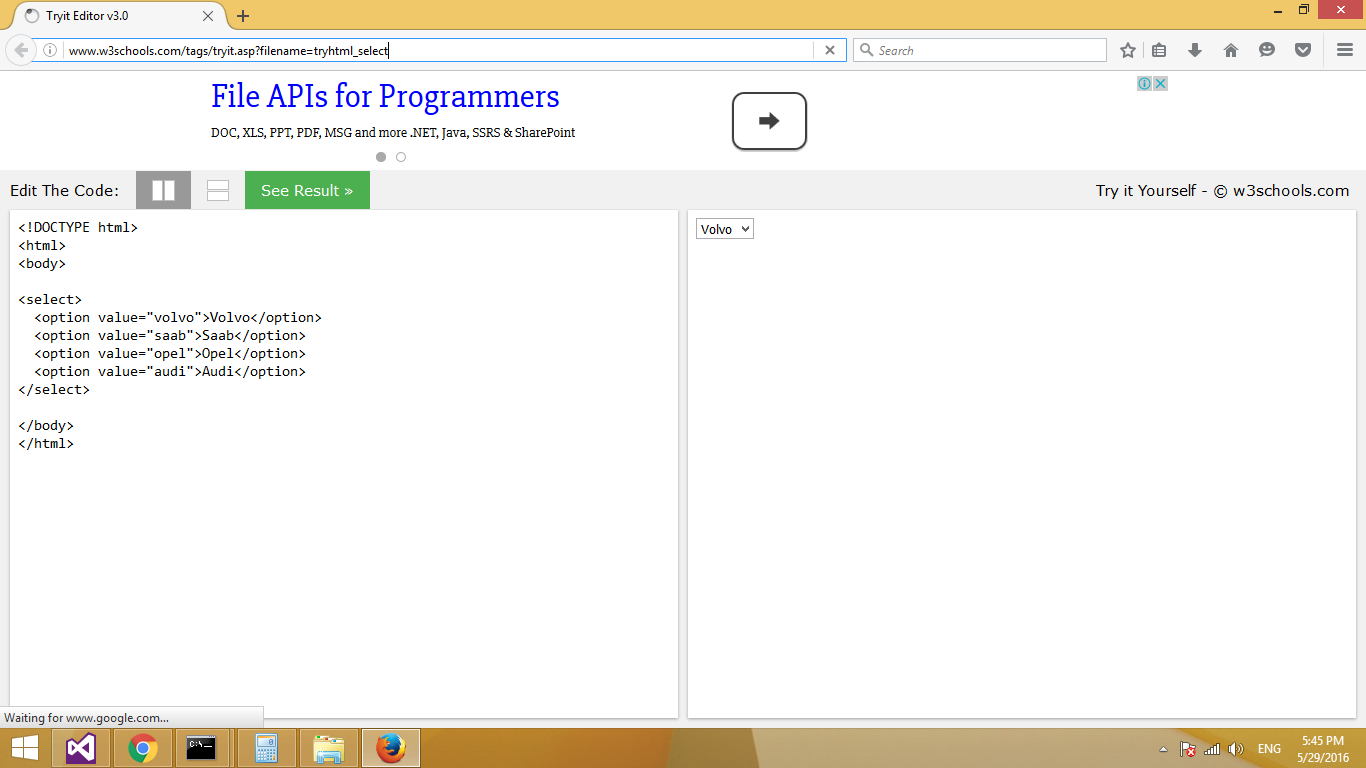 Tryit Editor v3.0
www.w3schools.com/tags/tryit.asp?filename=tryhtml_select
Search
File APIs for Programmers
DOC, XLS, PPT, PDF, MSG and more .NET, Java, SSRS & SharePoint
Edit The Code:
See Result »
Try it Yourself - © w3schools.com
<!DOCTYPE html>
<html>
<body>
<select>
  <option value="volvo">Volvo</option>
  <option value="saab">Saab</option>
  <option value="opel">Opel</option>
  <option value="audi">Audi</option>
</select>
</body>
</html>
Volvo
Waiting for www.google.com...
C:\_
ENG
5:45 PM
5/29/2016